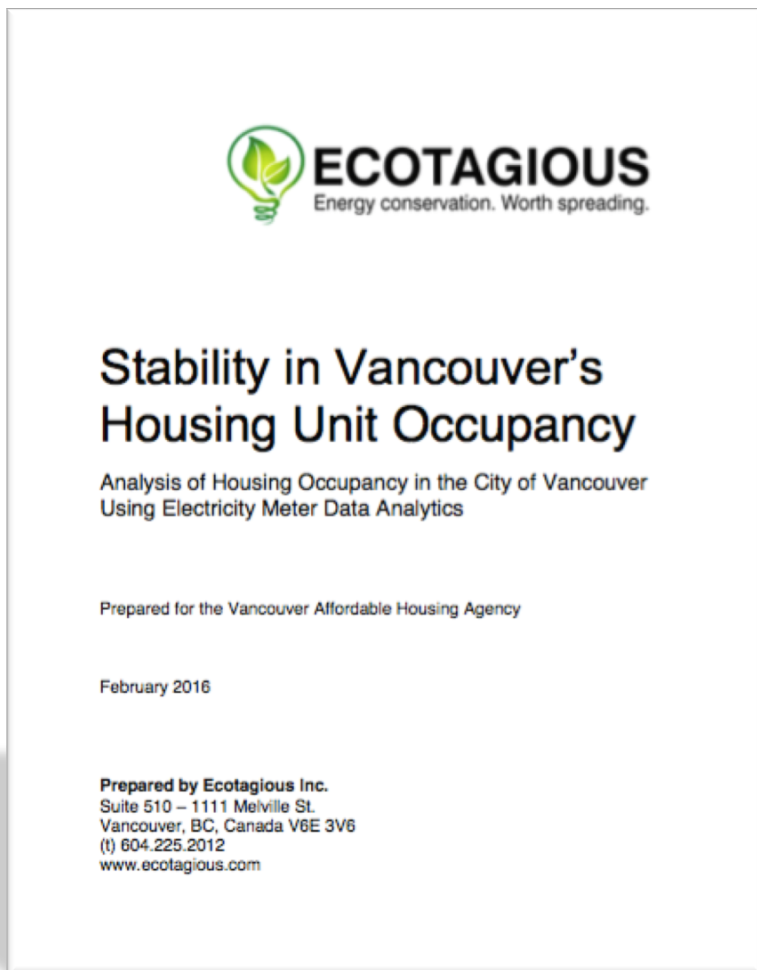 ECOTAGIOUS
Energy conservation. Worth spreading.
Stability in Vancouver's
Housing Unit Occupancy
Analysis of Housing Occupancy in the City of Vancouver
Using Electricity Meter Data Analytics
Prepared for the Vancouver Affordable Housing Agency
February 2016
Prepared by Ecotagious Inc.
Suite 510 – 1111 Melville St.
Vancouver, BC, Canada V6E 3V6
(t) 604.225.2012
www.ecotagious.com